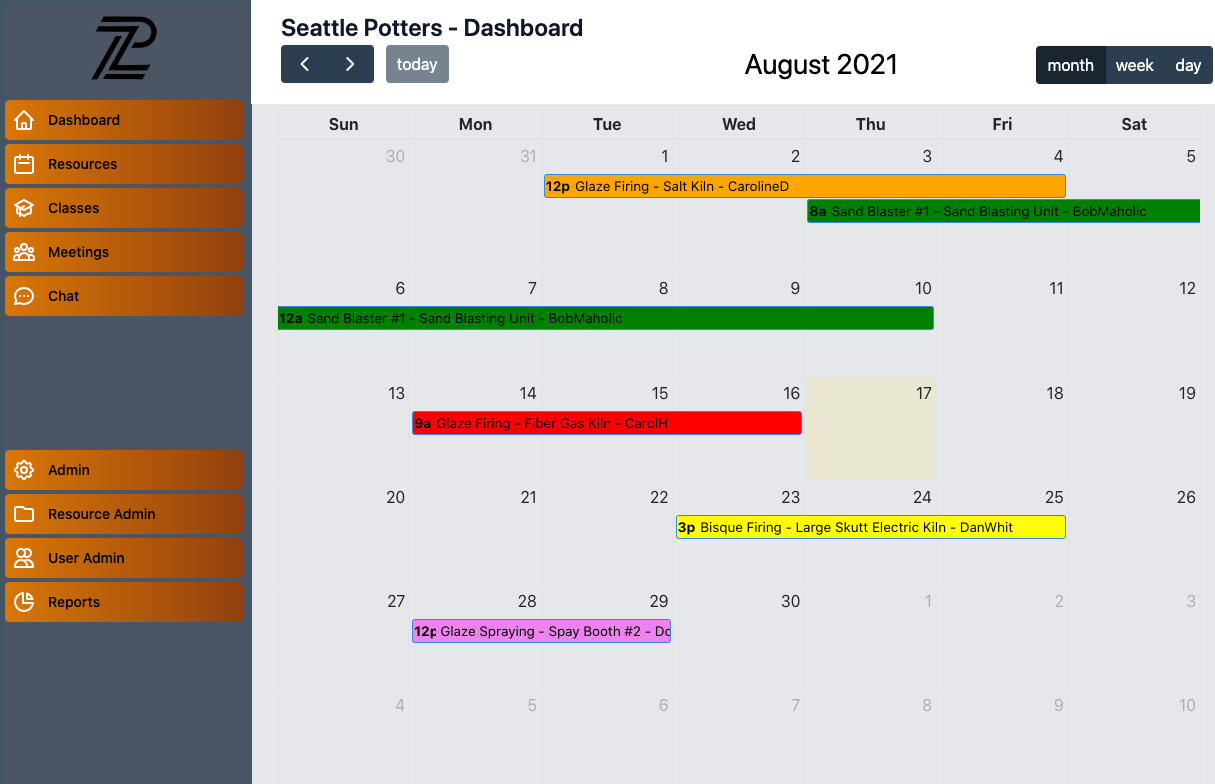 Seattle Potters - Dashboard
today
August 2021
month week day
Dashboard
Resources
Classes
Meetings
Chat
Admin
Resource Admin
User Admin
Reports
Sun Mon Tue Wed Thu Fri Sat
30 31 1 2 3 4 5
12p Glaze Firing - Salt Kiln - CarolineD
8a Sand Blaster #1 - Sand Blasting Unit - BobMaholic
6 7 8 9 10 11 12
12a Sand Blaster #1 - Sand Blasting Unit - BobMaholic
13 14 15 16 17 18 19
9a Glaze Firing - Fiber Gas Kiln - CarolH
20 21 22 23 24 25 26
3p Bisque Firing - Large Skutt Electric Kiln - DanWhit
27 28 29 30 1 2 3
12p Glaze Spraying - Spay Booth #2 - Do
4 5 6 7 8 9 10